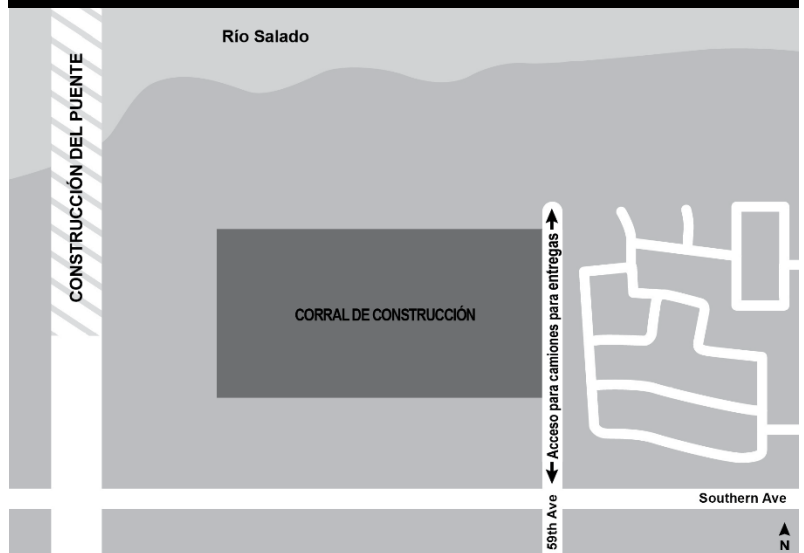 Río Salado
CONSTRUCCIÓN DEL PUENTE
CORRAL DE CONSTRUCCIÓN
Acceso para camiones para entregas
Southern Ave
59th Ave
N